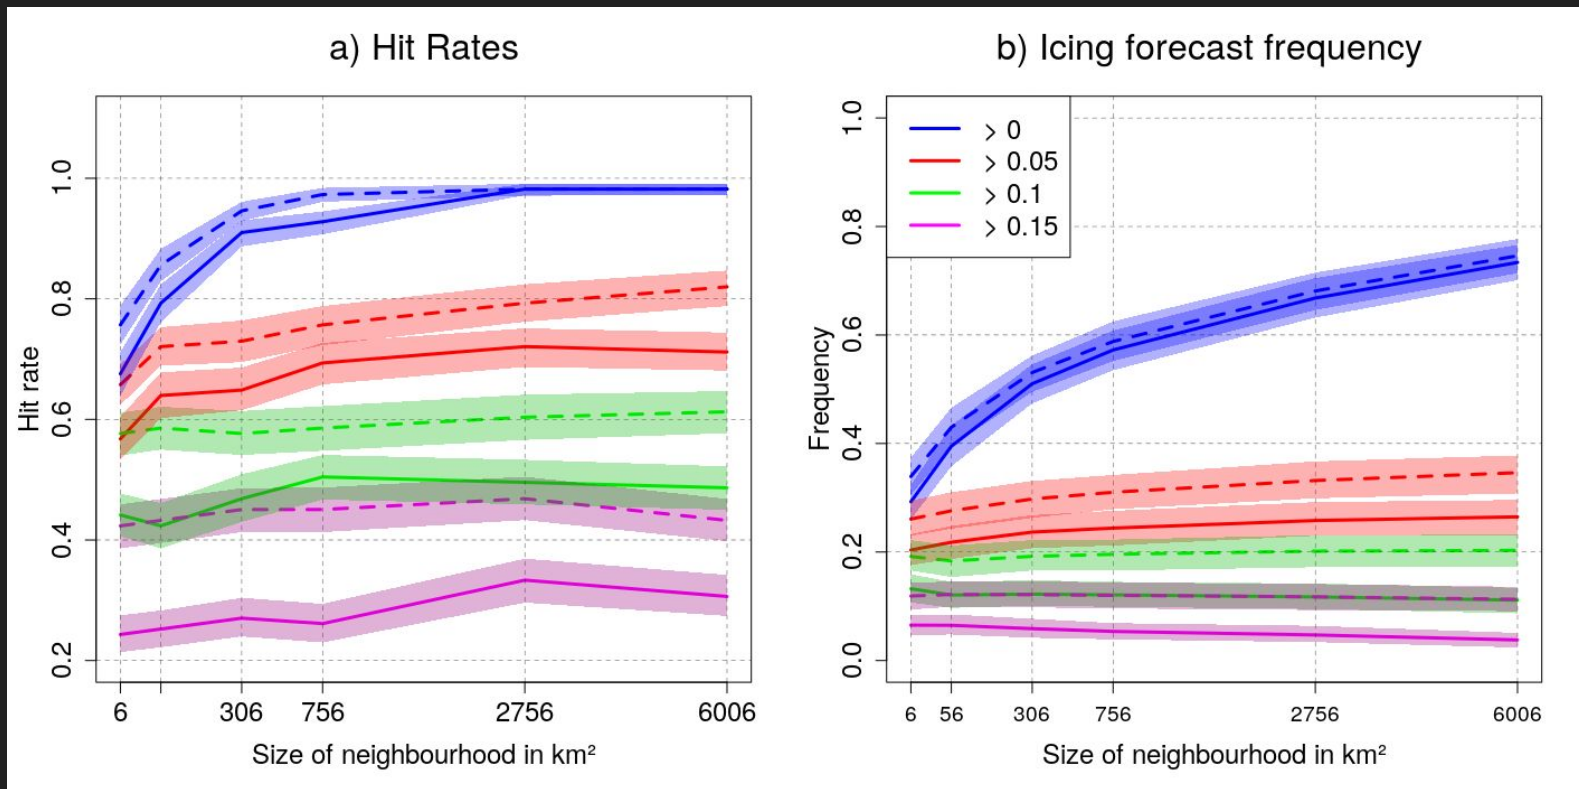 a) Hit Rates
Hit rate
1.0
0.8
0.6
0.4
0.2
6 306 756 2756 6006
Size of neighbourhood in km²
b) Icing forecast frequency
> 0
> 0.05
> 0.1
> 0.15
Frequency
1.0
0.8
0.6
0.4
0.2
0.0
6 56 306 756 2756 6006
Size of neighbourhood in km²